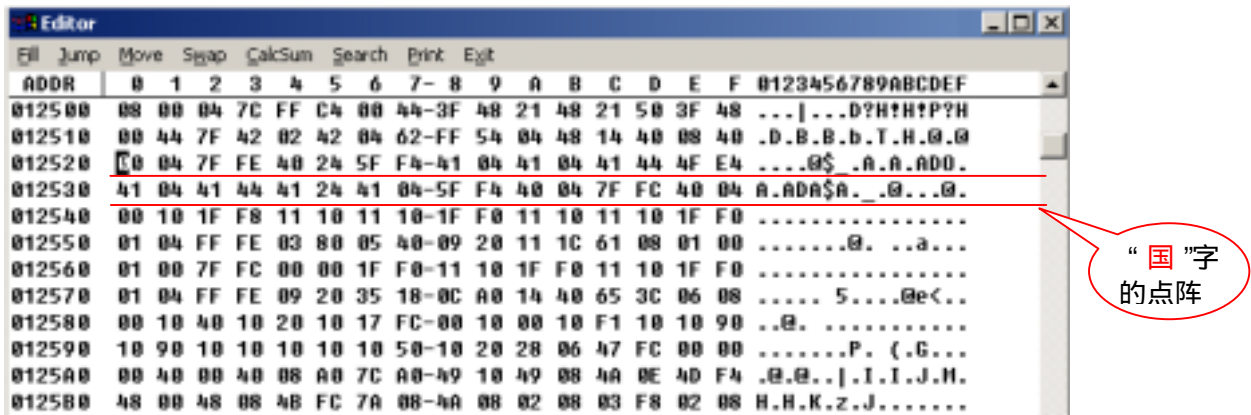 Editor
Fill Jump Move Swap CalcSum Search Print Exit
ADDR 0 1 2 3 4 5 6 7- 8 9 A B C D E F 0123456789ABCDEF
012500 08 00 04 7C FF C4 00 44-3F 48 21 48 21 50 3F 48 ...|...D?H!H!P?H
012510 00 44 7F 42 02 42 04 62-FF 54 04 48 14 40 08 40 .D.B.B.b.T.H.@.@
012520 00 04 7F FE 40 24 5F F4-41 04 41 04 41 44 4F E4 ....@$_.A.A.ADO.
012530 41 04 41 44 41 24 41 04-5F F4 40 04 7F FC 40 04 A.ADA$A._.@...@.
012540 00 10 1F F8 11 10 11 10-1F F0 11 10 11 10 1F F0 ................
012550 01 04 FF FE 03 80 05 40-09 20 11 1C 61 08 01 00 .......@. ..a...
012560 01 00 7F FC 00 00 1F F0-11 10 1F F0 11 10 1F F0 ................
012570 01 04 FF FE 09 20 35 18-0C A0 14 40 65 3C 06 08 ..... 5....@e<..
012580 00 10 40 10 20 10 17 FC-00 10 00 10 F1 10 10 90 ..@. ...........
012590 10 90 10 10 10 10 10 50-10 20 28 06 47 FC 00 00 .......P. (.G...
0125A0 00 40 00 40 08 A0 7C A0-49 10 49 08 4A 0E 4D F4 .@.@..|.I.I.J.M.
0125B0 48 00 48 08 4B FC 7A 08-4A 08 02 08 03 F8 02 08 H.H.K.z.J.......
“国”字
的点阵